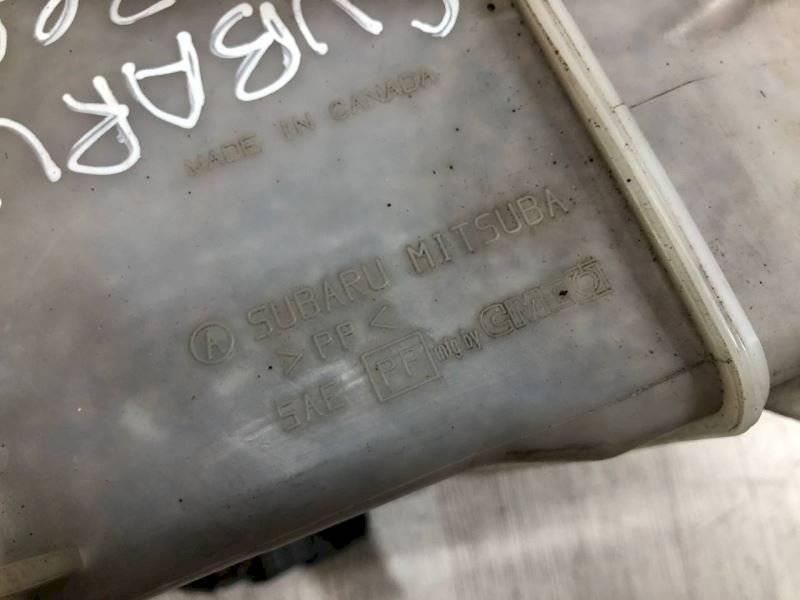 SUBARU
MADE IN CANADA
A SUBARU MITSUBA
>PP<
SAE PP mfg by